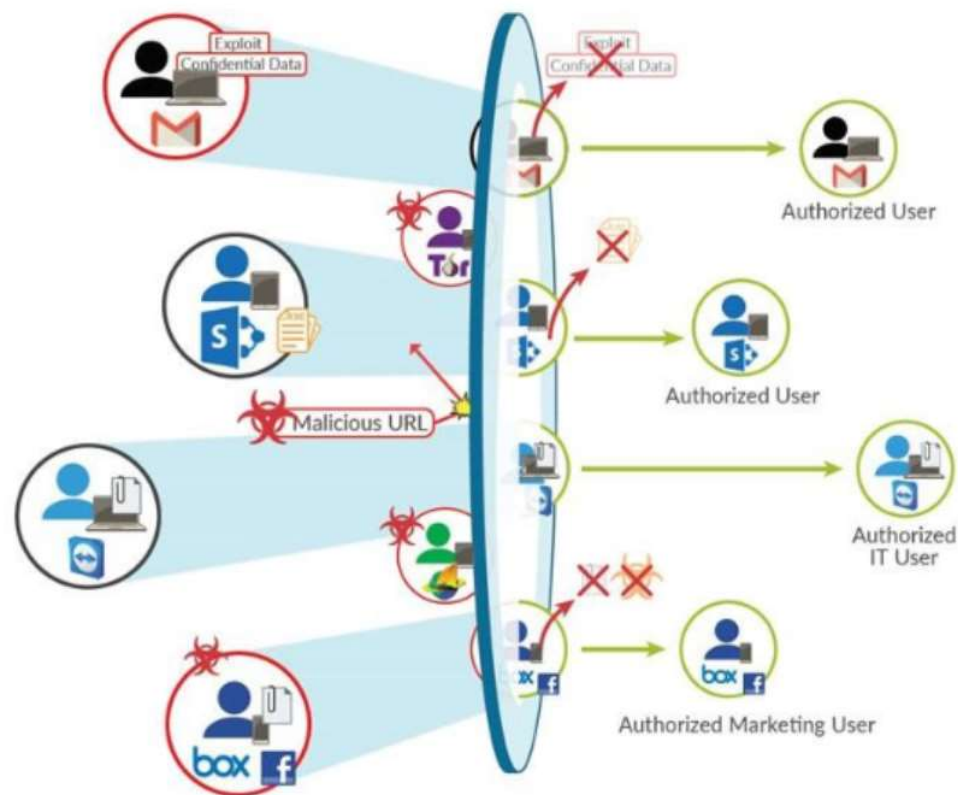 Exploit
Confidential Data
Exploit
Confidential Data
Authorized User
Tor
S
S
S
Authorized User
Malicious URL
Authorized
IT User
box
f
box
f
Authorized Marketing User
box
f